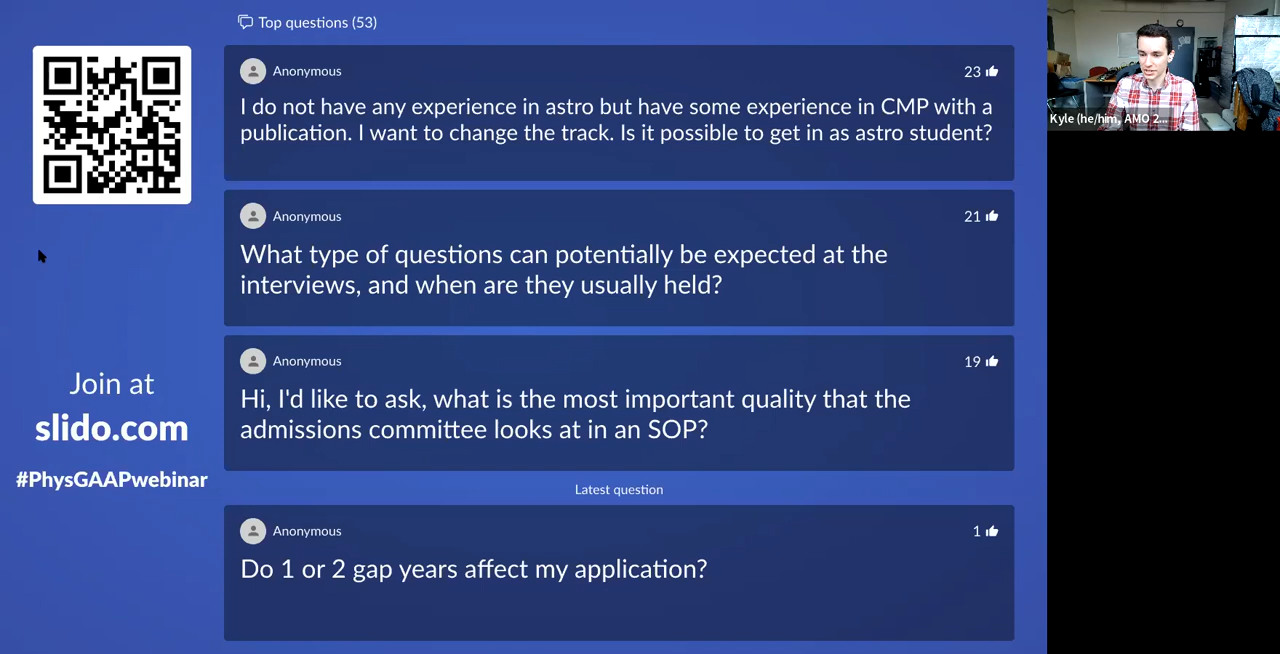 Top questions (53)
Anonymous
23
I do not have any experience in astro but have some experience in CMP with a
publication. I want to change the track. Is it possible to get in as astro student?
Anonymous
21
What type of questions can potentially be expected at the
interviews, and when are they usually held?
Anonymous
19
Hi, I'd like to ask, what is the most important quality that the
admissions committee looks at in an SOP?
Latest question
Anonymous
1
Do 1 or 2 gap years affect my application?
Join at
slido.com
#PhysGAAPwebinar
Kyle (he/him, AMO 2...